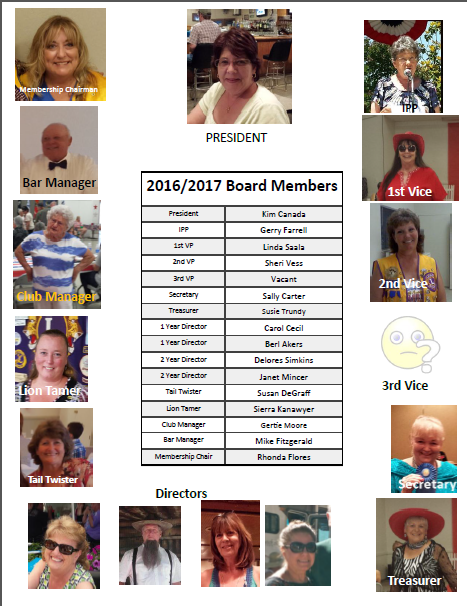 Membership Chairman
IPP
PRESIDENT
Bar Manager
1st Vice
2016/2017 Board Members
President Kim Canada
IPP Gerry Farrell
1st VP Linda Saala
2nd VP Sheri Vess
3rd VP Vacant
Secretary Sally Carter
Treasurer Susie Trundy
1 Year Director Carol Cecil
1 Year Director Berl Akers
2 Year Director Delores Simkins
2 Year Director Janet Mincer
Tail Twister Susan DeGraff
Lion Tamer Sierra Kanawyer
Club Manager Gertie Moore
Bar Manager Mike Fitzgerald
Membership Chair Rhonda Flores
Club Manager
2nd Vice
Lion Tamer
3rd Vice
Tail Twister
Secretary
Directors
Treasurer